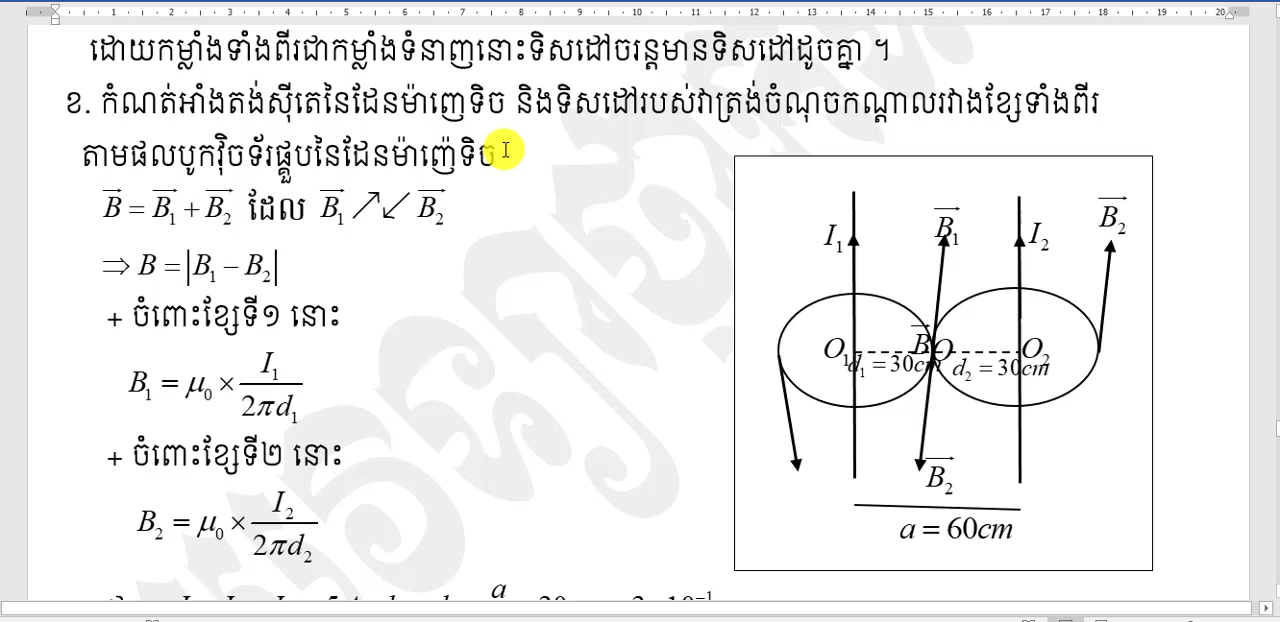 ដោយកម្លាំងទាំងពីរជាកម្លាំងទំនាញនោះទិសដៅចរន្តមានទិសដៅដូចគ្នា ។
ខ. កំណត់អាំងតង់ស៊ីតេនៃដែនម៉ាញេទិច និងទិសដៅរបស់វាត្រង់ចំណុចកណ្តាលរវាងខ្សែទាំងពីរ
តាមផលបូកវ៉ិចទ័រផ្គួបនៃដែនម៉ាញ៉េទិច
B⃗ = B⃗₁ + B⃗₂ ដែល B⃗₁ ↗↙ B⃗₂
⇒ B = |B₁ − B₂|
+ ចំពោះខ្សែទី១ នោះ
B₁ = μ₀ × I₁ / 2πd₁
+ ចំពោះខ្សែទី២ នោះ
B₂ = μ₀ × I₂ / 2πd₂
I₁ B⃗₁ I₂ B⃗₂
O₁ B⃗ O O₂
d₁ = 30cm d₂ = 30cm
B⃗₂
a = 60cm